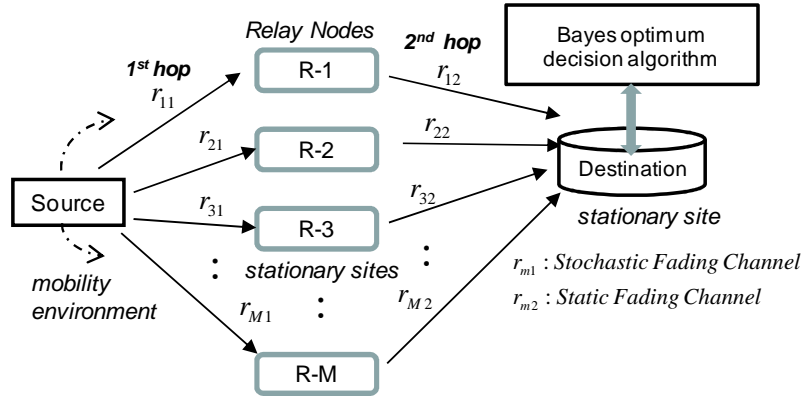 Relay Nodes
1st hop
2nd hop
Bayes optimum
decision algorithm
r11
R-1
r12
r21
R-2
r22
Source
r31
R-3
r32
Destination
stationary site
mobility
environment
stationary sites
rM1
rM2
rm1 : Stochastic Fading Channel
rm2 : Static Fading Channel
R-M